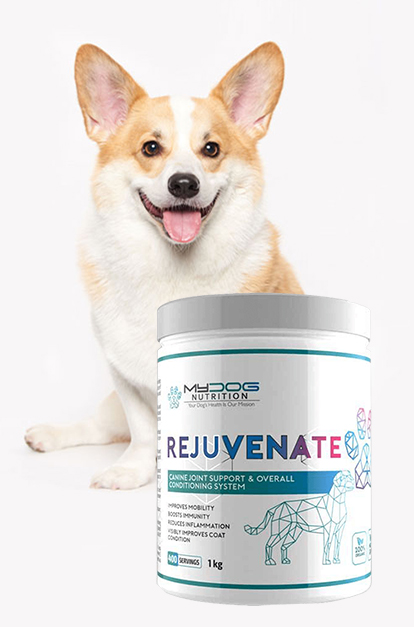 MYDOG
NUTRITION
Your Dog's Health Is Our Mission
REJUVENATE
CANINE JOINT SUPPORT & OVERALL
CONDITIONING SYSTEM
IMPROVES MOBILITY
BOOSTS IMMUNITY
REDUCES INFLAMMATION
VISIBLY IMPROVES COAT
CONDITION
400 SERVINGS
1kg
100%